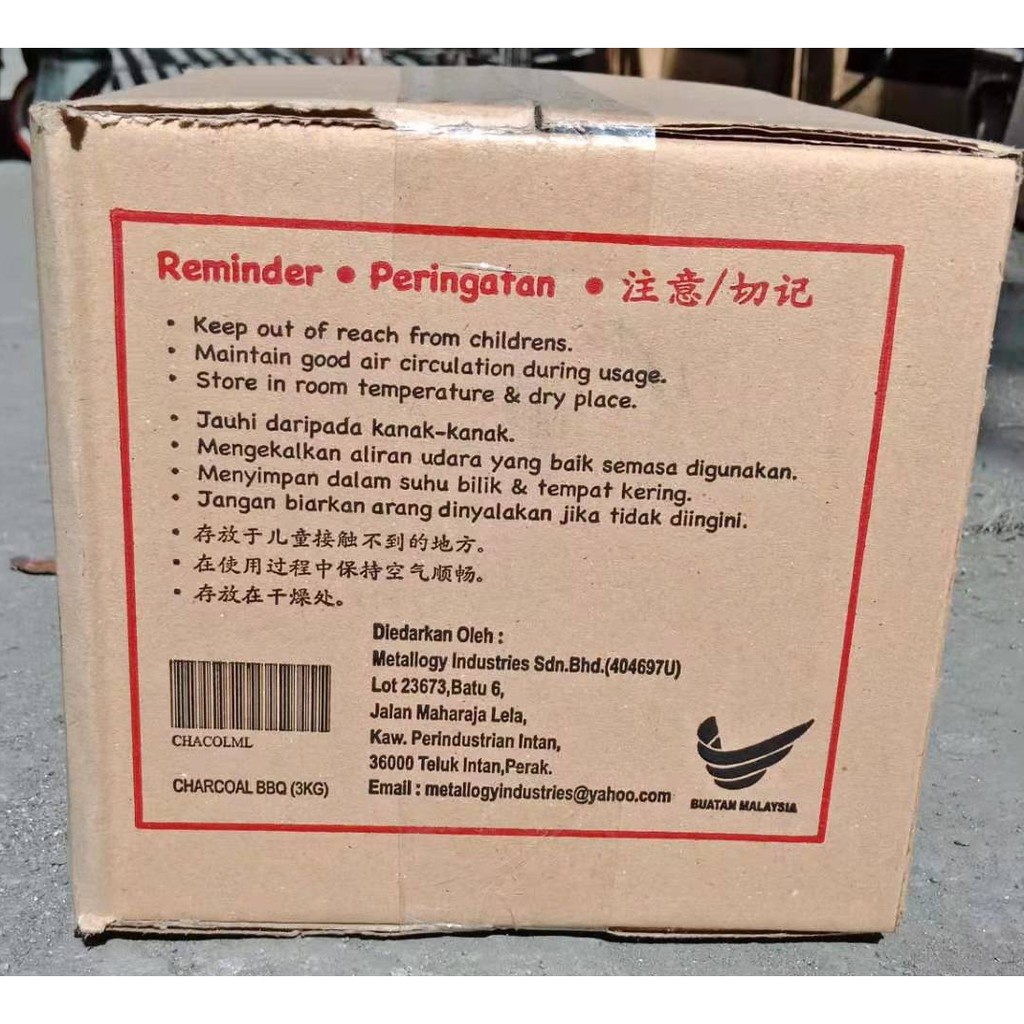 Reminder • Peringatan • 注意/切记
• Keep out of reach from childrens.
• Maintain good air circulation during usage.
• Store in room temperature & dry place.
• Jauhi daripada kanak-kanak.
• Mengekalkan aliran udara yang baik semasa digunakan.
• Menyimpan dalam suhu bilik & tempat kering.
• Jangan biarkan arang dinyalakan jika tidak diingini.
• 存放于儿童接触不到的地方。
• 在使用过程中保持空气顺畅。
• 存放在干燥处。
CHACOLML
CHARCOAL BBQ (3KG)
Diedarkan Oleh :
Metallogy Industries Sdn.Bhd.(404697U)
Lot 23673,Batu 6,
Jalan Maharaja Lela,
Kaw. Perindustrian Intan,
36000 Teluk Intan,Perak.
Email : metallogyindustries@yahoo.com
BUATAN MALAYSIA